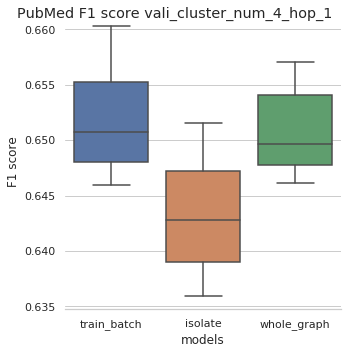 PubMed F1 score vali_cluster_num_4_hop_1
0.660
0.655
0.650
0.645
0.640
0.635
F1 score
train_batch isolate whole_graph
models